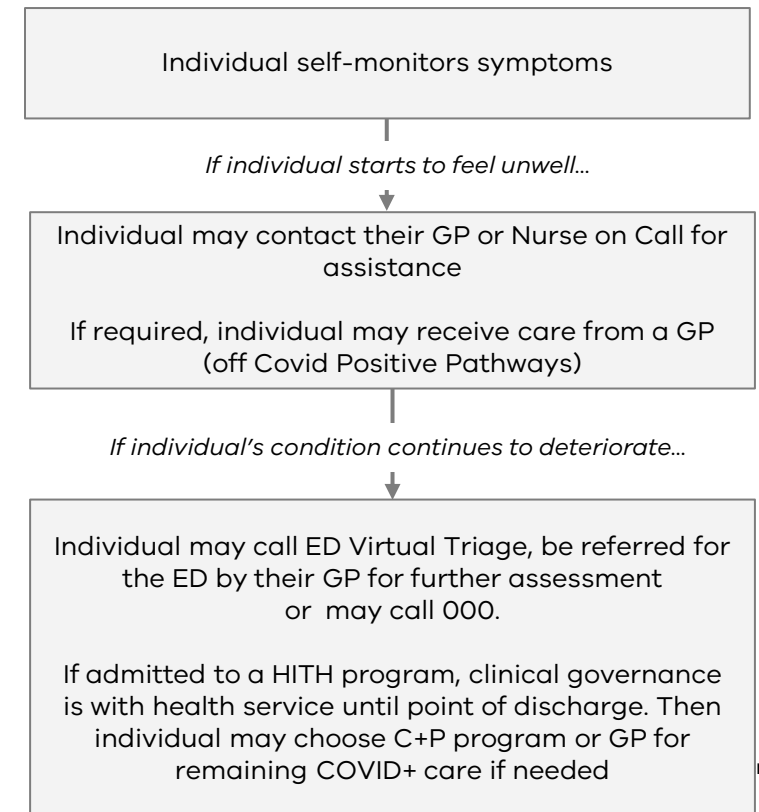 Individual self-monitors symptoms
If individual starts to feel unwell…
Individual may contact their GP or Nurse on Call for
assistance
If required, individual may receive care from a GP
(off Covid Positive Pathways)
If individual's condition continues to deteriorate…
Individual may call ED Virtual Triage, be referred for
the ED by their GP for further assessment
or may call 000.
If admitted to a HITH program, clinical governance
is with health service until point of discharge. Then
individual may choose C+P program or GP for
remaining COVID+ care if needed